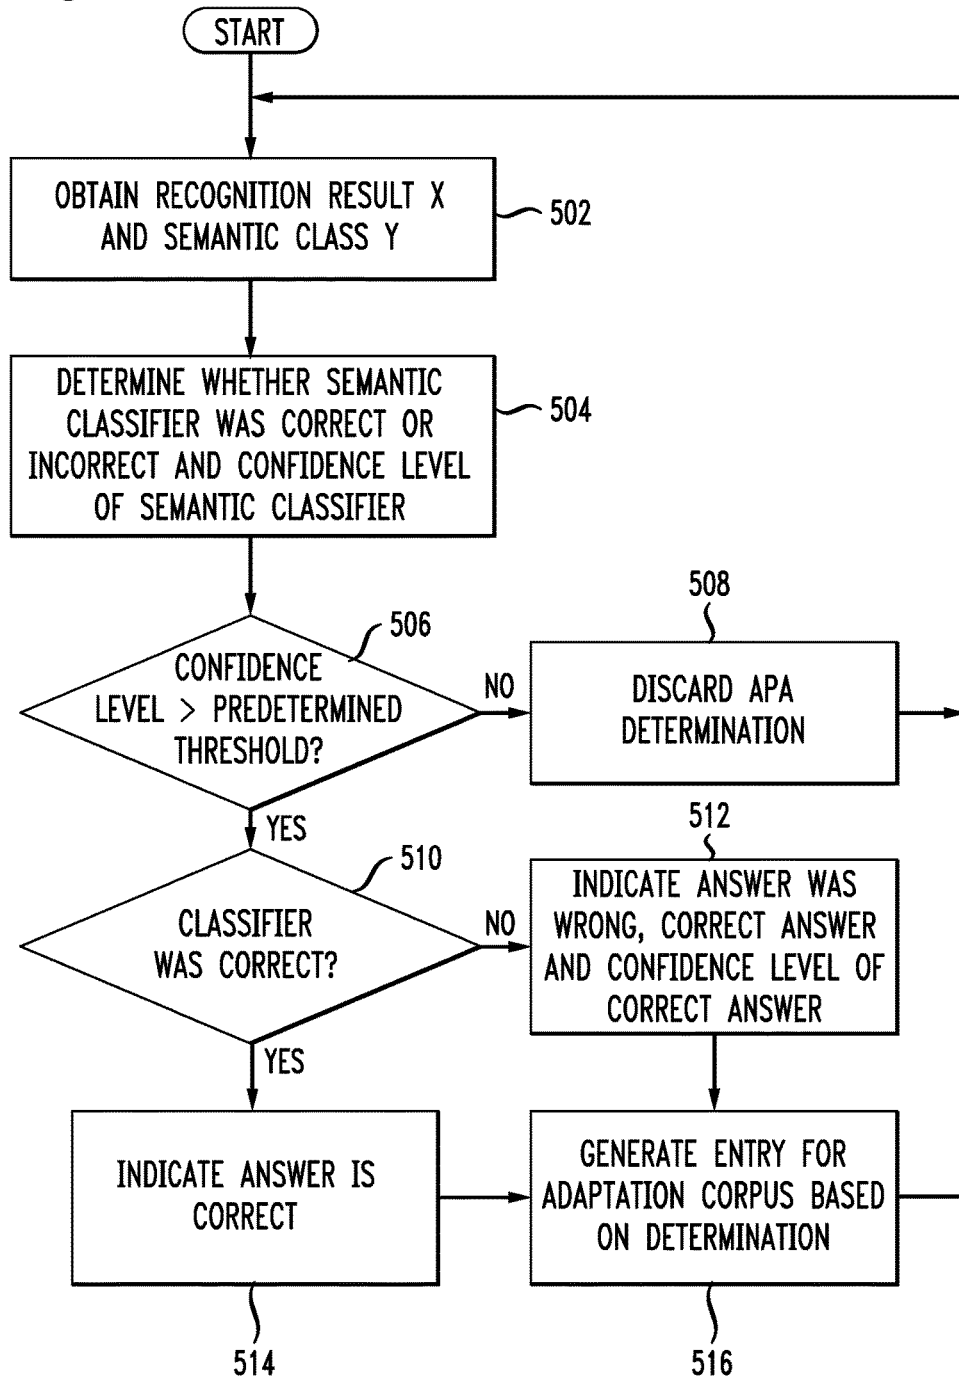 START
OBTAIN RECOGNITION RESULT X
AND SEMANTIC CLASS Y
502
DETERMINE WHETHER SEMANTIC
CLASSIFIER WAS CORRECT OR
INCORRECT AND CONFIDENCE LEVEL
OF SEMANTIC CLASSIFIER
504
CONFIDENCE
LEVEL > PREDETERMINED
THRESHOLD?
506
NO
508
DISCARD APA
DETERMINATION
YES
CLASSIFIER
WAS CORRECT?
510
NO
512
INDICATE ANSWER WAS
WRONG, CORRECT ANSWER
AND CONFIDENCE LEVEL OF
CORRECT ANSWER
YES
INDICATE ANSWER IS
CORRECT
514
GENERATE ENTRY FOR
ADAPTATION CORPUS BASED
ON DETERMINATION
516